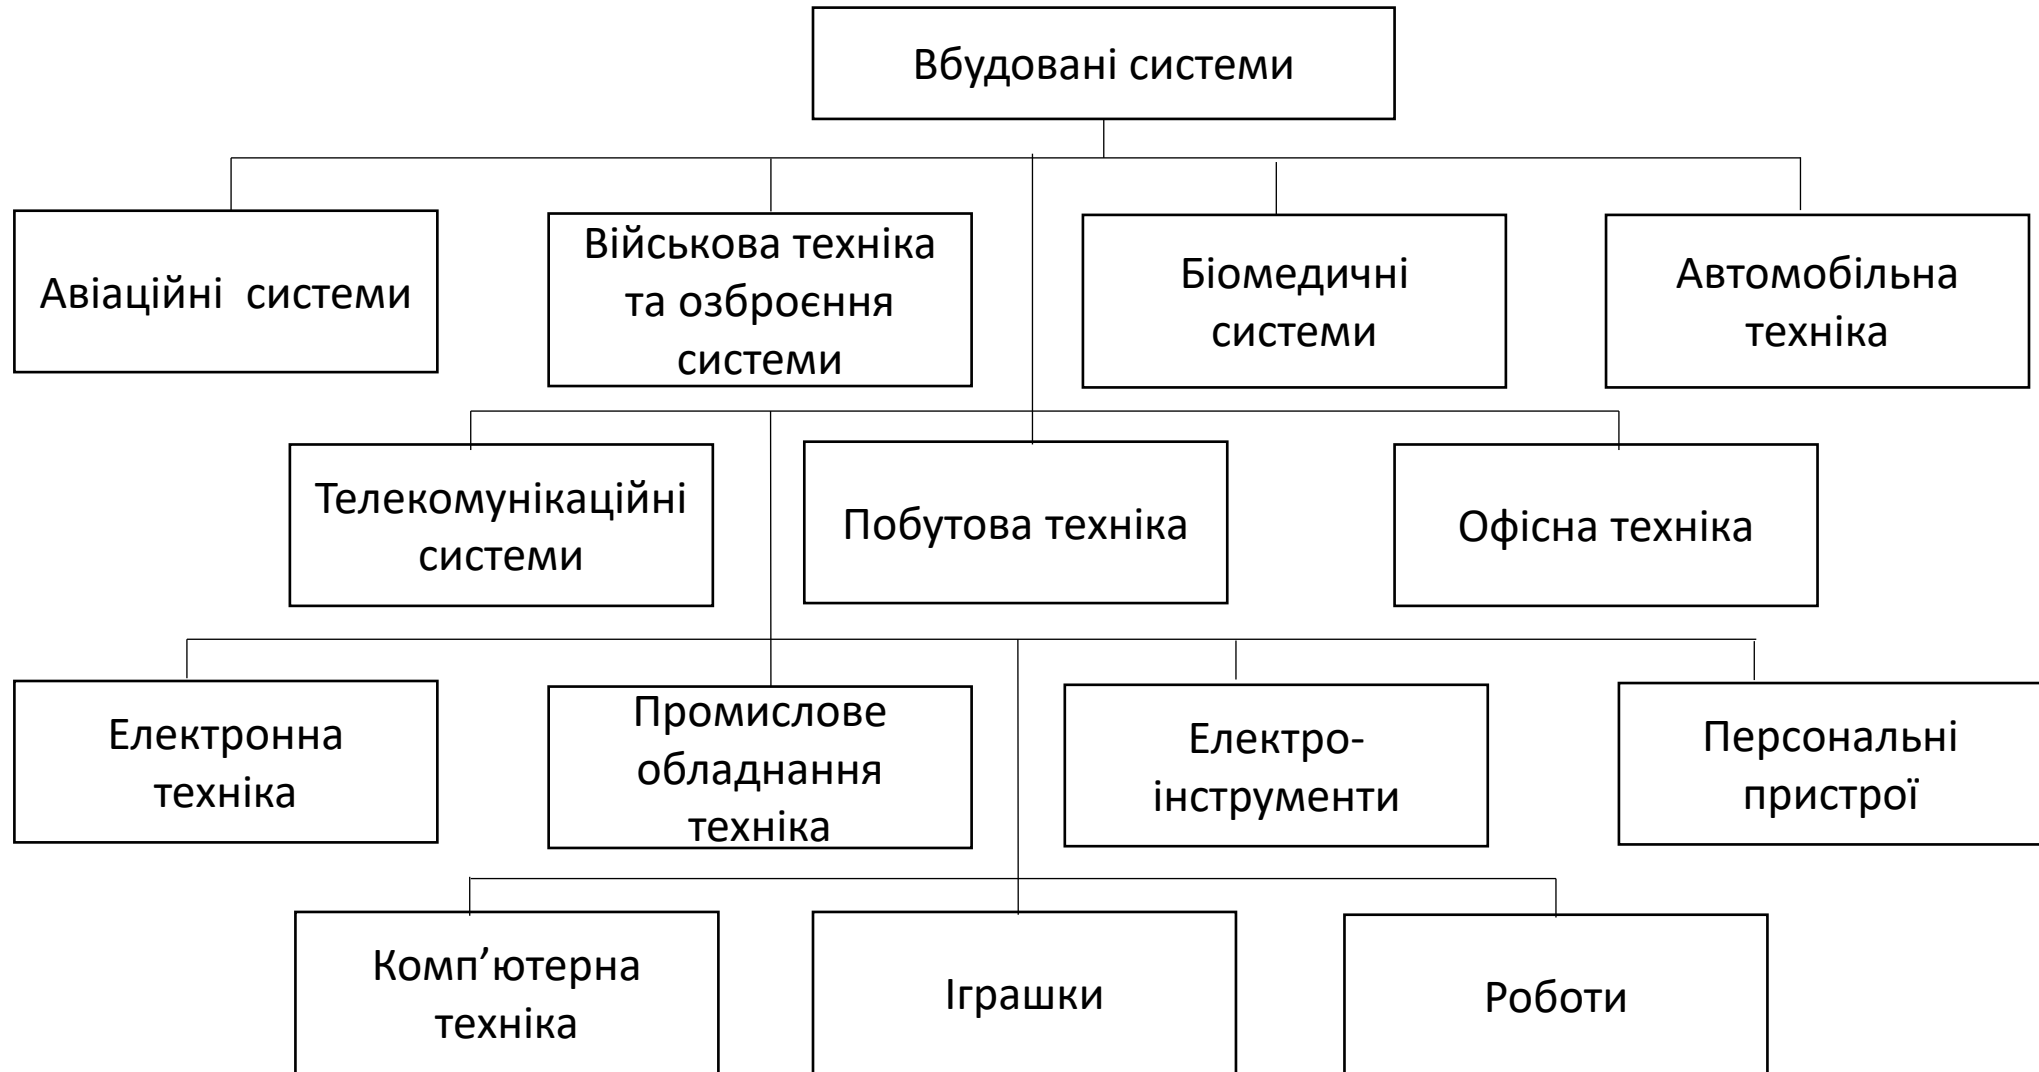 Вбудовані системи
Авіаційні системи
Військова техніка
та озброєння
системи
Біомедичні
системи
Автомобільна
техніка
Телекомунікаційні
системи
Побутова техніка
Офісна техніка
Електронна
техніка
Промислове
обладнання
техніка
Електро-
інструменти
Персональні
пристрої
Комп’ютерна
техніка
Іграшки
Роботи